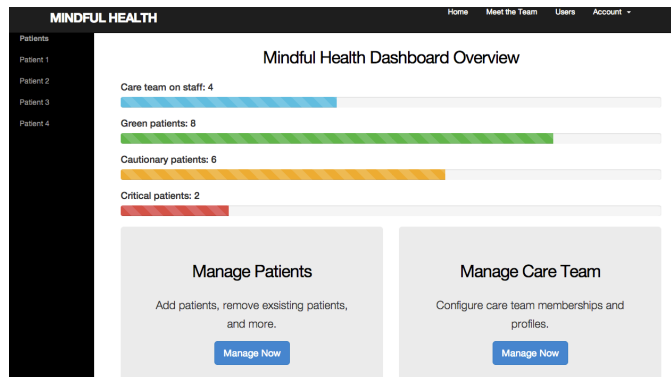 MINDFUL HEALTH
Home Meet the Team Users Account
Patients
Patient 1
Patient 2
Patient 3
Patient 4
Mindful Health Dashboard Overview
Care team on staff: 4
Green patients: 8
Cautionary patients: 6
Critical patients: 2
Manage Patients
Add patients, remove exsisting patients,
and more.
Manage Now
Manage Care Team
Configure care team memberships and
profiles.
Manage Now